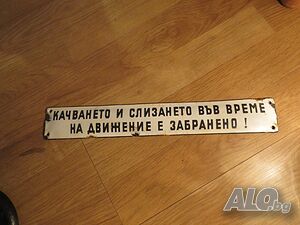 КАЧВАНЕТО И СЛИЗАНЕТО ВЪВ ВРЕМЕ
НА ДВИЖЕНИЕ Е ЗАБРАНЕНО !
ALO.bg